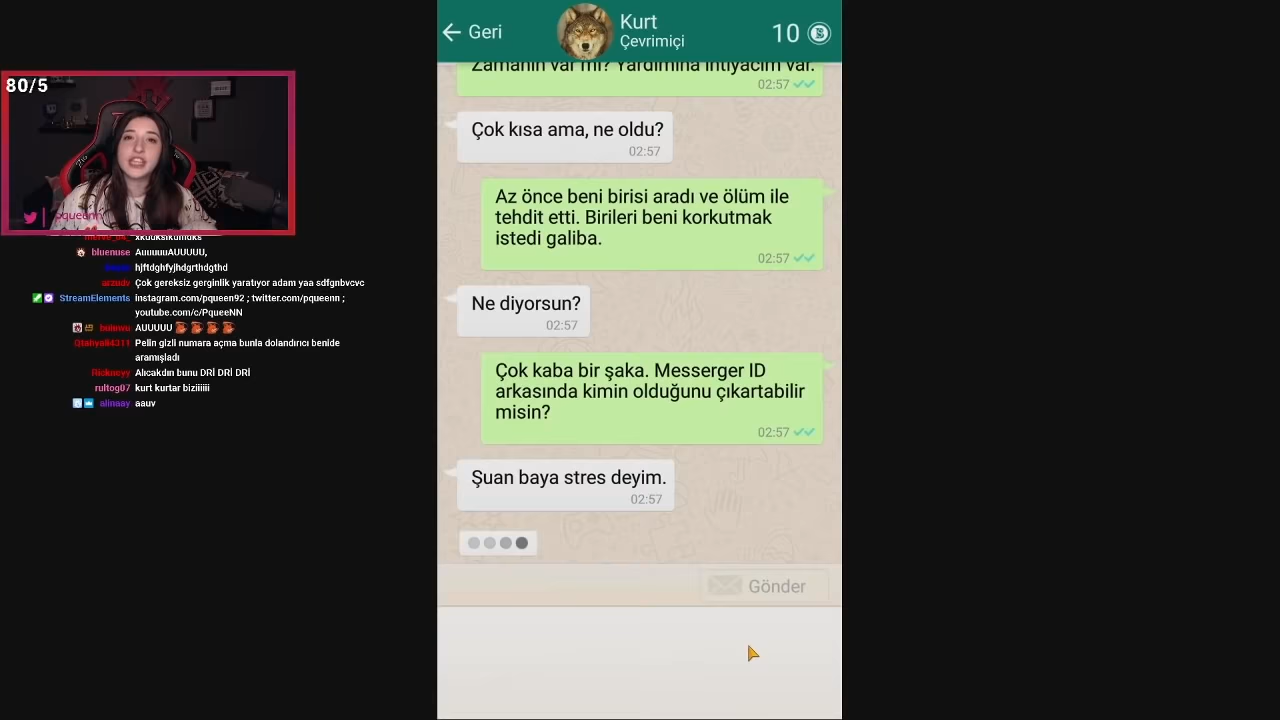 Geri
Kurt
Çevrimiçi
10
Zamanın var mı? Yardımına ihtiyacım var.
02:57
Çok kısa ama, ne oldu?
02:57
Az önce beni birisi aradı ve ölüm ile
tehdit etti. Birileri beni korkutmak
istedi galiba.
02:57
Ne diyorsun?
02:57
Çok kaba bir şaka. Messerger ID
arkasında kimin olduğunu çıkartabilir
misin?
02:57
Şuan baya stres deyim.
02:57
Gönder
80/5
pqueenn
bluenuse AuuuuuAUUUUU,
hjftdghfyjhdgrthdgthd
arzudv Çok gereksiz gerginlik yaratıyor adam yaa sdfgnbvcvc
StreamElements instagram.com/pqueen92 ; twitter.com/pqueenn ;
youtube.com/c/PqueeNN
AUUUUU
Pelin gizli numara açma bunla dolandırıcı benide
aramışladı
Alıcakdın bunu DRİ DRİ DRİ
rultog07 kurt kurtar biziiiiii
alinaay aauv